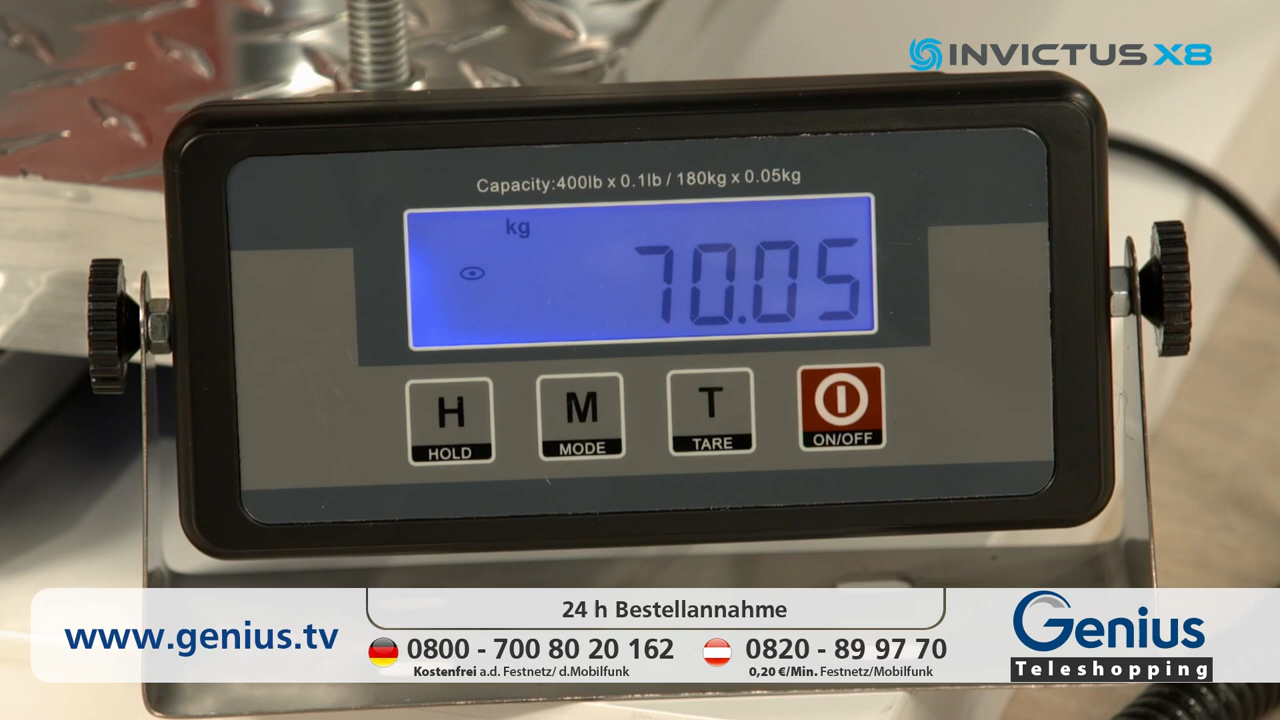 INVICTUS X8
Capacity:400lb x 0.1lb / 180kg x 0.05kg
kg
70.05
H
HOLD
M
MODE
T
TARE
ON/OFF
www.genius.tv
24 h Bestellannahme
0800 - 700 80 20 162
Kostenfrei a.d. Festnetz/ d.Mobilfunk
0820 - 89 97 70
0,20 €/Min. Festnetz/Mobilfunk
Genius
Teleshopping